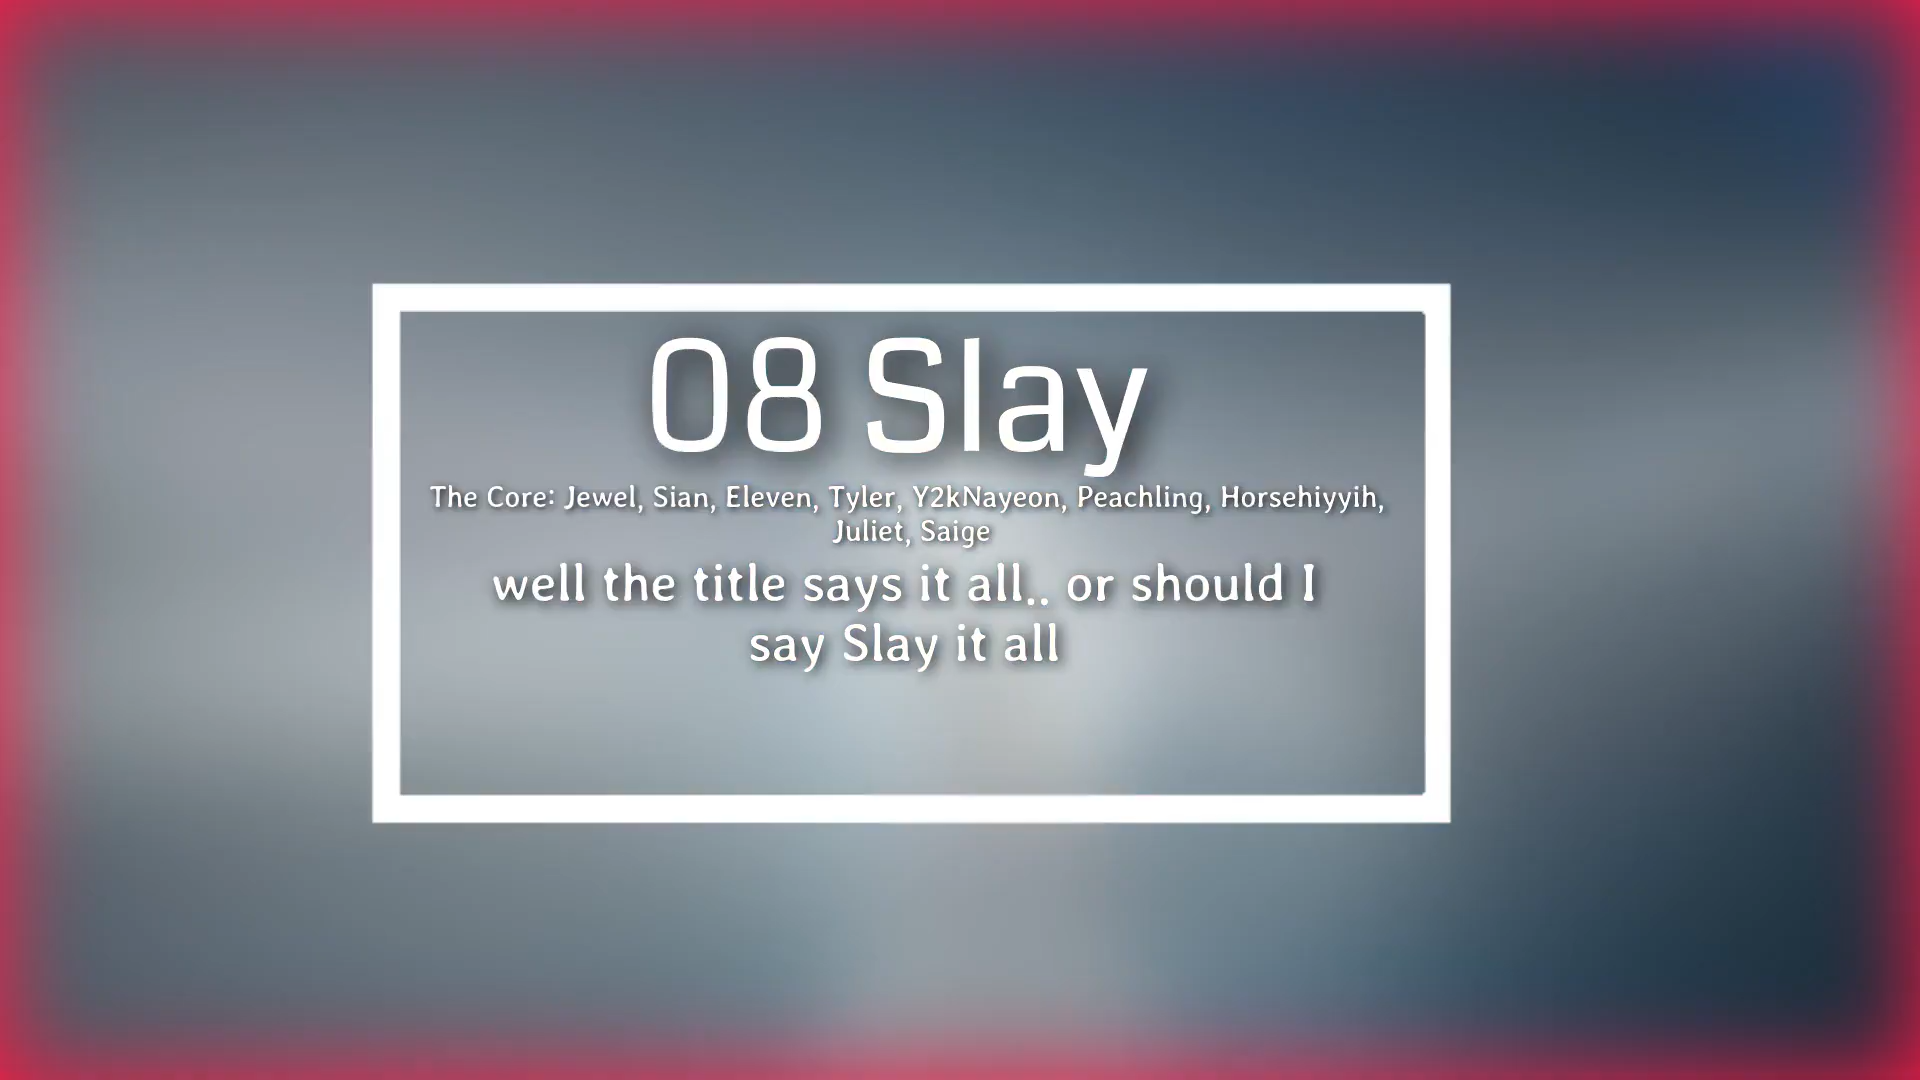 08 Slay
The Core: Jewel, Sian, Eleven, Tyler, Y2kNayeon, Peachling, Horsehiyyih,
Juliet, Saige
well the title says it all.. or should I
say Slay it all